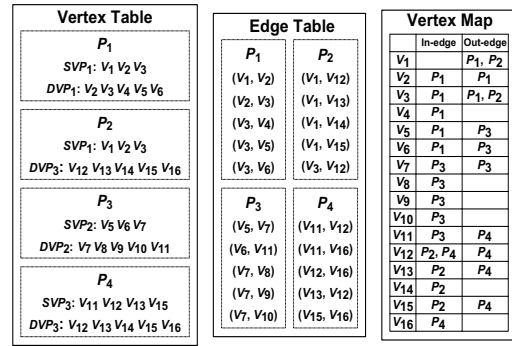 Vertex Table
P1
SVP1: V1 V2 V3
DVP1: V2 V3 V4 V5 V6
P2
SVP1: V1 V2 V3
DVP3: V12 V13 V14 V15 V16
P3
SVP2: V5 V6 V7
DVP2: V7 V8 V9 V10 V11
P4
SVP3: V11 V12 V13 V15
DVP3: V12 V13 V14 V15 V16
Edge Table
P1 P2
(V1, V2) (V1, V12)
(V2, V3) (V1, V13)
(V3, V4) (V1, V14)
(V3, V5) (V1, V15)
(V3, V6) (V3, V12)
P3 P4
(V5, V7) (V11, V12)
(V6, V11) (V11, V16)
(V7, V8) (V12, V16)
(V7, V9) (V13, V12)
(V7, V10) (V15, V16)
Vertex Map
In-edge Out-edge
V1 P1, P2
V2 P1 P1
V3 P1 P1, P2
V4 P1
V5 P1 P3
V6 P1 P3
V7 P3 P3
V8 P3
V9 P3
V10 P3
V11 P3 P4
V12 P2, P4 P4
V13 P2 P4
V14 P2
V15 P2 P4
V16 P4